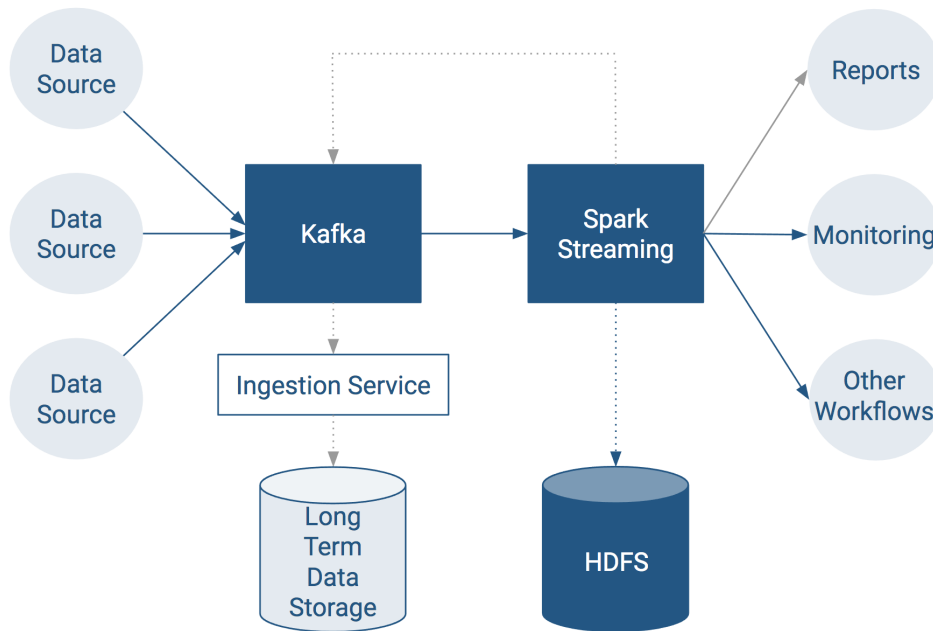 Data
Source
Reports
Data
Source
Kafka
Spark
Streaming
Monitoring
Data
Source
Ingestion Service
Other
Workflows
Long
Term
Data
Storage
HDFS